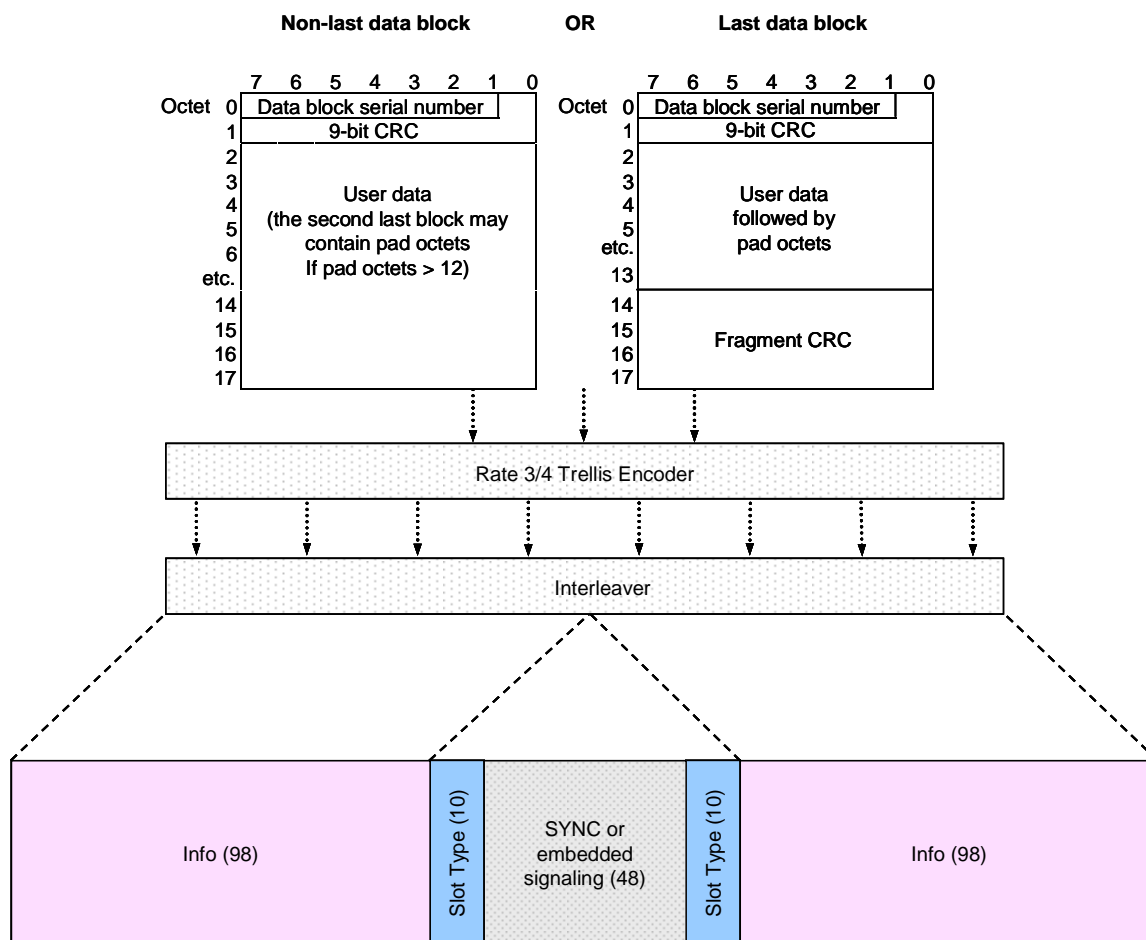 Non-last data block OR Last data block
7 6 5 4 3 2 1 0 7 6 5 4 3 2 1 0
Octet 0 Data block serial number Octet 0 Data block serial number
1 9-bit CRC 1 9-bit CRC
2 2
3 3
User data User data
4 4
(the second last block may followed by
5 5
contain pad octets pad octets
6 etc.
If pad octets > 12)
etc. 13
14 14
15 15
Fragment CRC
16 16
17 17
Rate 3/4 Trellis Encoder
Interleaver
Info (98)
Slot Type (10)
SYNC or
embedded
signaling (48)
Slot Type (10)
Info (98)